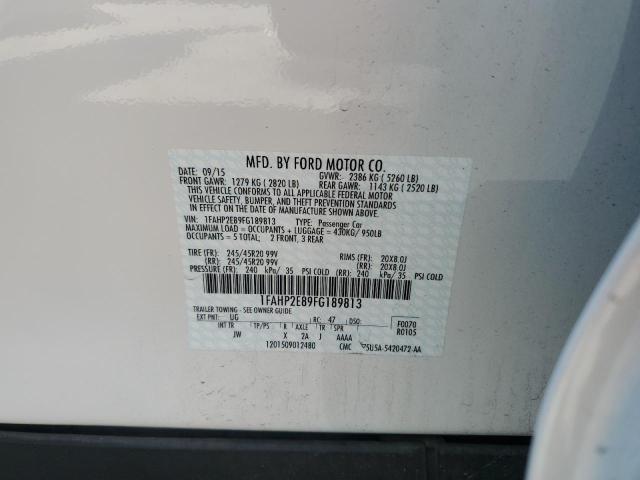 MFD. BY FORD MOTOR CO.
DATE: 09/15 GVWR: 2386 KG ( 5260 LB)
FRONT GAWR: 1279 KG ( 2820 LB) REAR GAWR: 1143 KG ( 2520 LB)
THIS VEHICLE CONFORMS TO ALL APPLICABLE FEDERAL MOTOR
VEHICLE SAFETY, BUMPER, AND THEFT PREVENTION STANDARDS
IN EFFECT ON THE DATE OF MANUFACTURE SHOWN ABOVE.
VIN: 1FAHP2E89FG189813 TYPE: Passenger Car
MAXIMUM LOAD = OCCUPANTS + LUGGAGE = 430KG/ 950LB
OCCUPANTS = 5 TOTAL; 2 FRONT, 3 REAR
TIRE (FR): 245/45R20 99V RIMS (FR): 20X8.0J
(RR): 245/45R20 99V (RR): 20X8.0J
PRESSURE (FR): 240 kPa/ 35 PSI COLD (RR): 240 kPa/ 35 PSI COLD
1FAHP2E89FG189813
TRAILER TOWING - SEE OWNER GUIDE
EXT PNT: UG RC: 47 DSO: F0070
INT TR TP/PS R AXLE TR SPR R0105
JW X 2A J AAAA
1201509012480 CMC 5U5A-5420472-AA